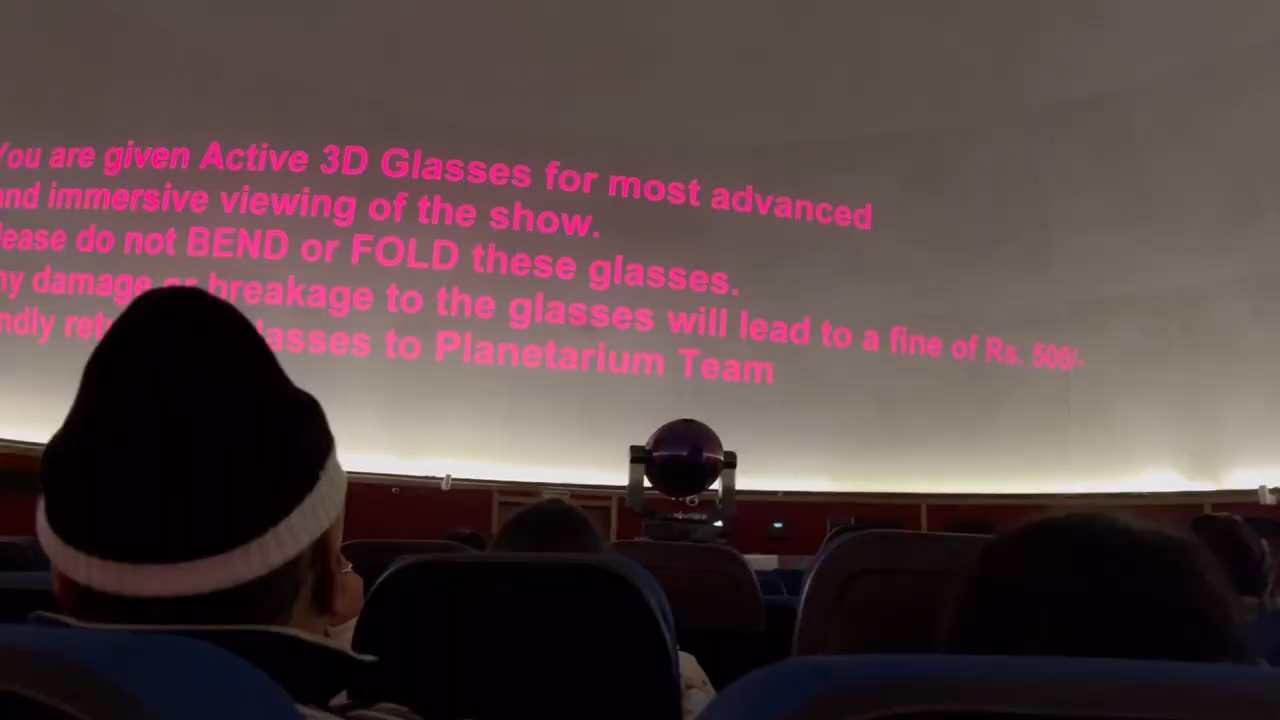 You are given Active 3D Glasses for most advanced
and immersive viewing of the show.
lease do not BEND or FOLD these glasses.
ny damage or breakage to the glasses will lead to a fine of Rs. 500/-
ndly ret lasses to Planetarium Team